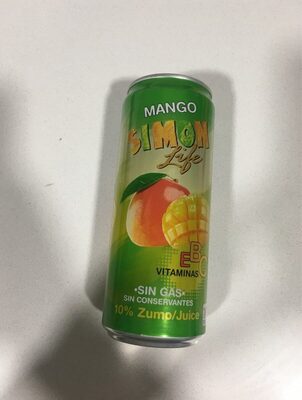 MANGO
SIMON
Life
E
B
C
VITAMINAS
•SIN GAS•
SIN CONSERVANTES
10% Zumo/Juice